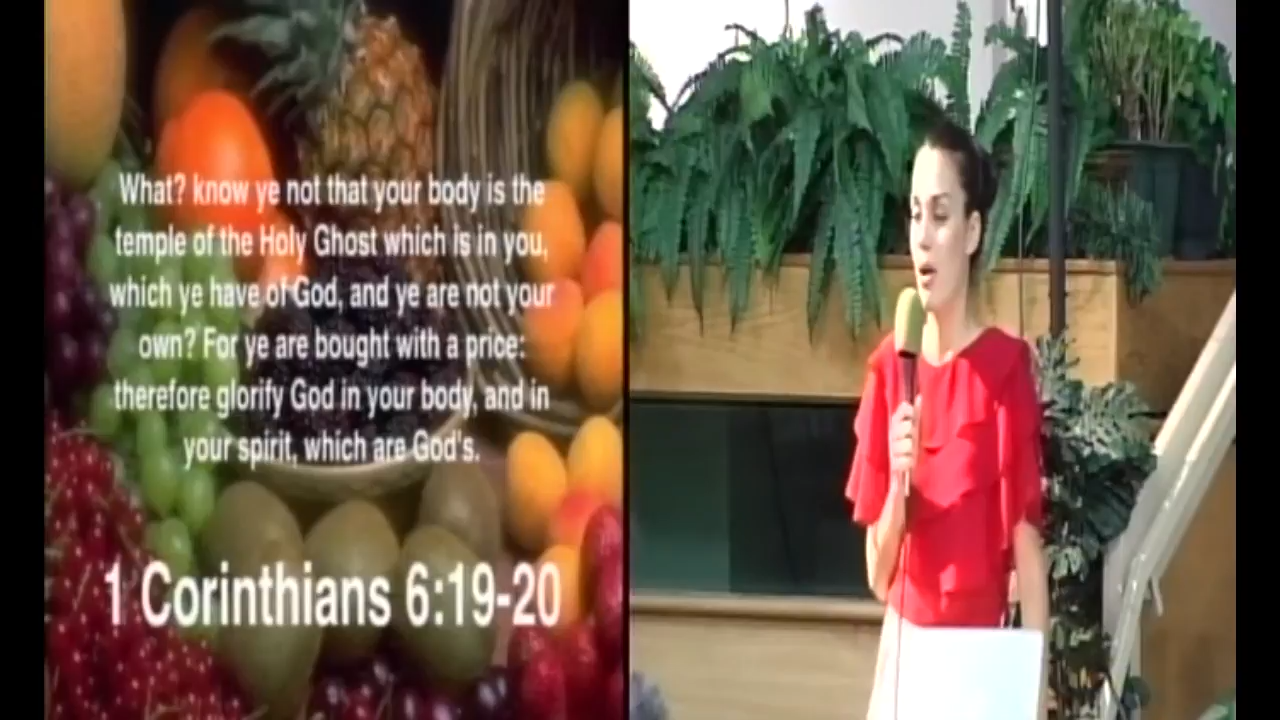 What? know ye not that your body is the
temple of the Holy Ghost which is in you,
which ye have of God, and ye are not your
own? For ye are bought with a price:
therefore glorify God in your body, and in
your spirit, which are God's.
1 Corinthians 6:19-20